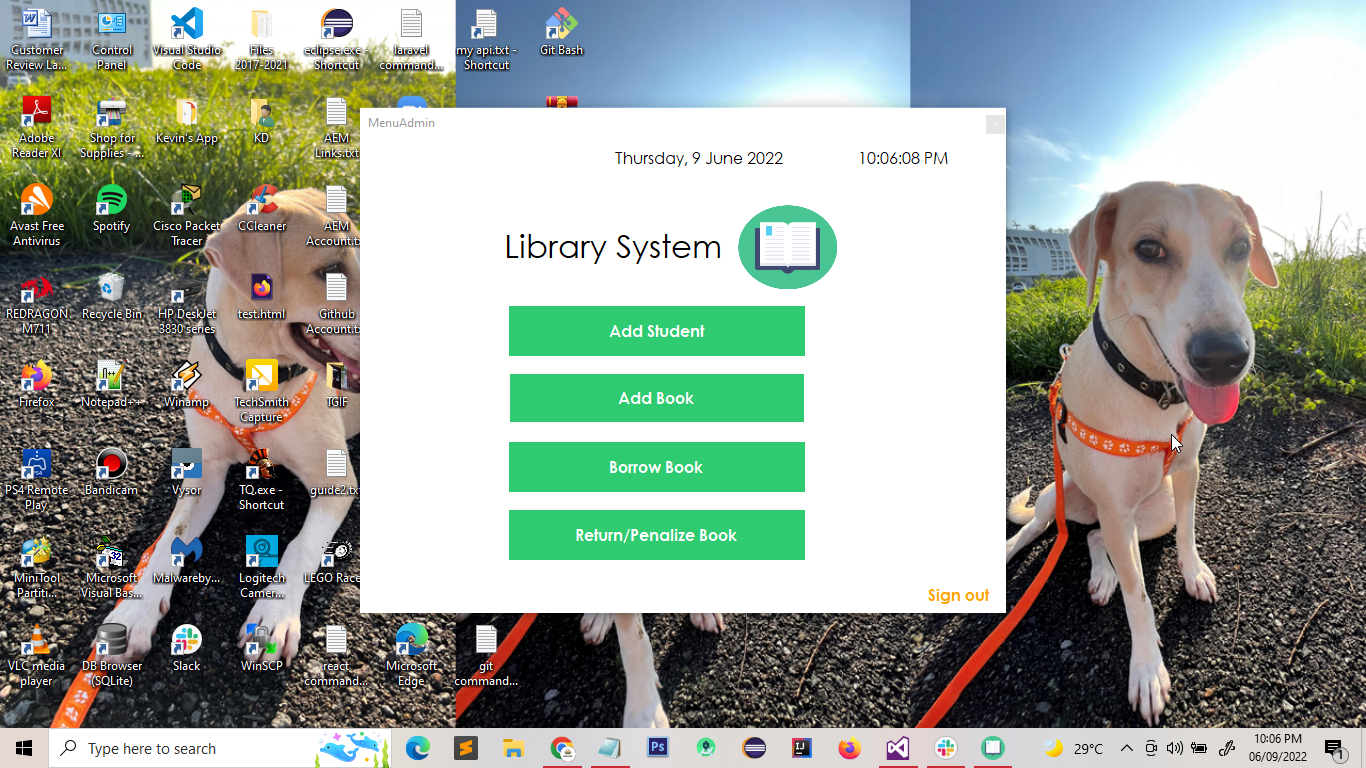 Customer
Review La...
Control
Panel
Visual Studio
Code
Files
2017-2021
eclipse.exe -
Shortcut
laravel
command...
my api.txt -
Shortcut
Git Bash
Adobe
Reader XI
Shop for
Supplies - ...
Kevin's App
KD
AEM
Links.txt
Avast Free
Antivirus
Spotify
Cisco Packet
Tracer
CCleaner
AEM
Account.tx
REDRAGON
M711
Recycle Bin
HP DeskJet
3830 series
test.html
Github
Account.tx
Firefox
Notepad++
Winamp
TechSmith
Capture
TGIF
PS4 Remote
Play
Bandicam
Vysor
TQ.exe -
Shortcut
guide2.tx
MiniTool
Partiti...
Microsoft
Visual Bas...
Malwareby...
Logitech
Camer...
LEGO Race
VLC media
player
DB Browser
(SQLite)
Slack
WinSCP
react
command...
Microsoft
Edge
git
command...
MenuAdmin
Thursday, 9 June 2022 10:06:08 PM
Library System
Add Student
Add Book
Borrow Book
Return/Penalize Book
Sign out
Type here to search
Ps
IJ
29°C
10:06 PM
06/09/2022
1